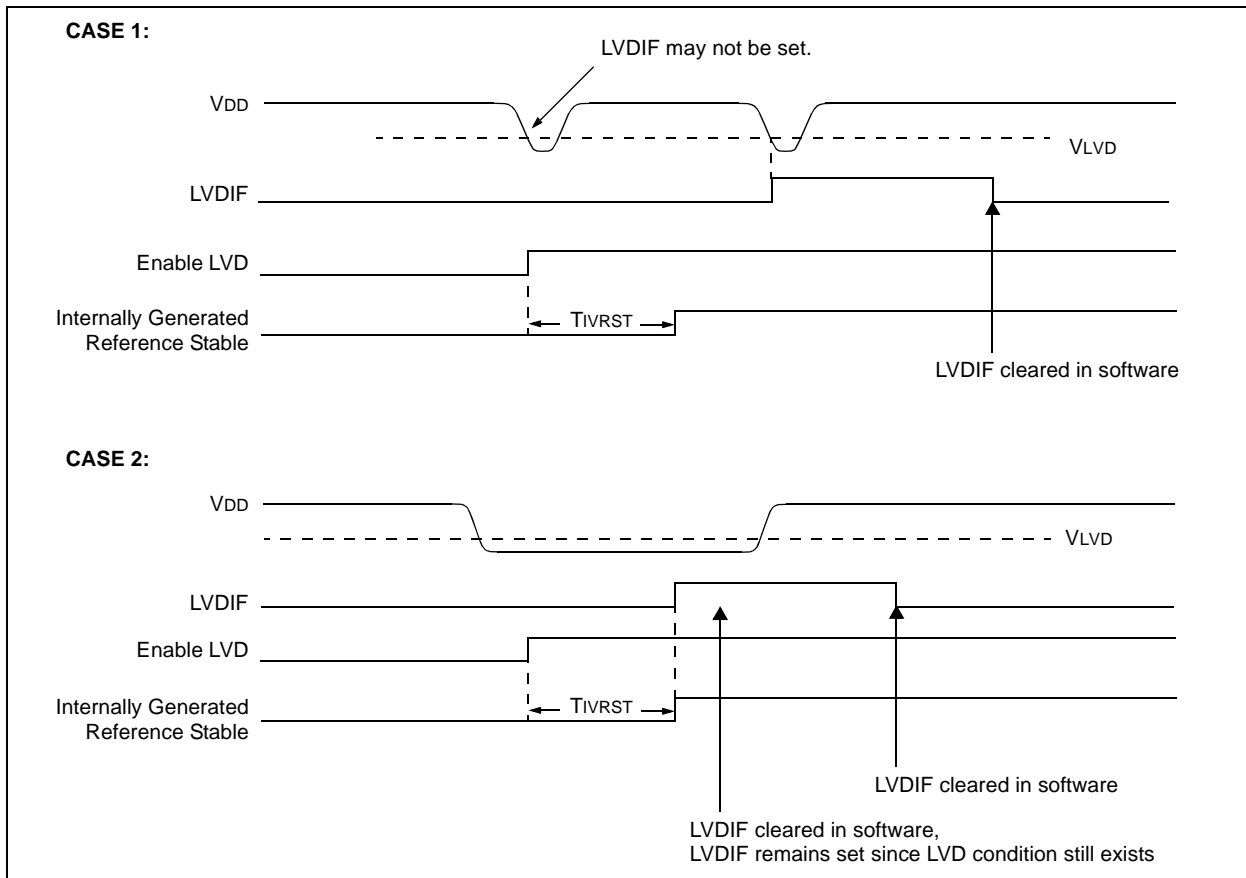 CASE 1:
LVDIF may not be set.
VDD
VLVD
LVDIF
Enable LVD
Internally Generated
Reference Stable
TIVRST
LVDIF cleared in software
CASE 2:
VDD
VLVD
LVDIF
Enable LVD
Internally Generated
Reference Stable
TIVRST
LVDIF cleared in software
LVDIF cleared in software,
LVDIF remains set since LVD condition still exists